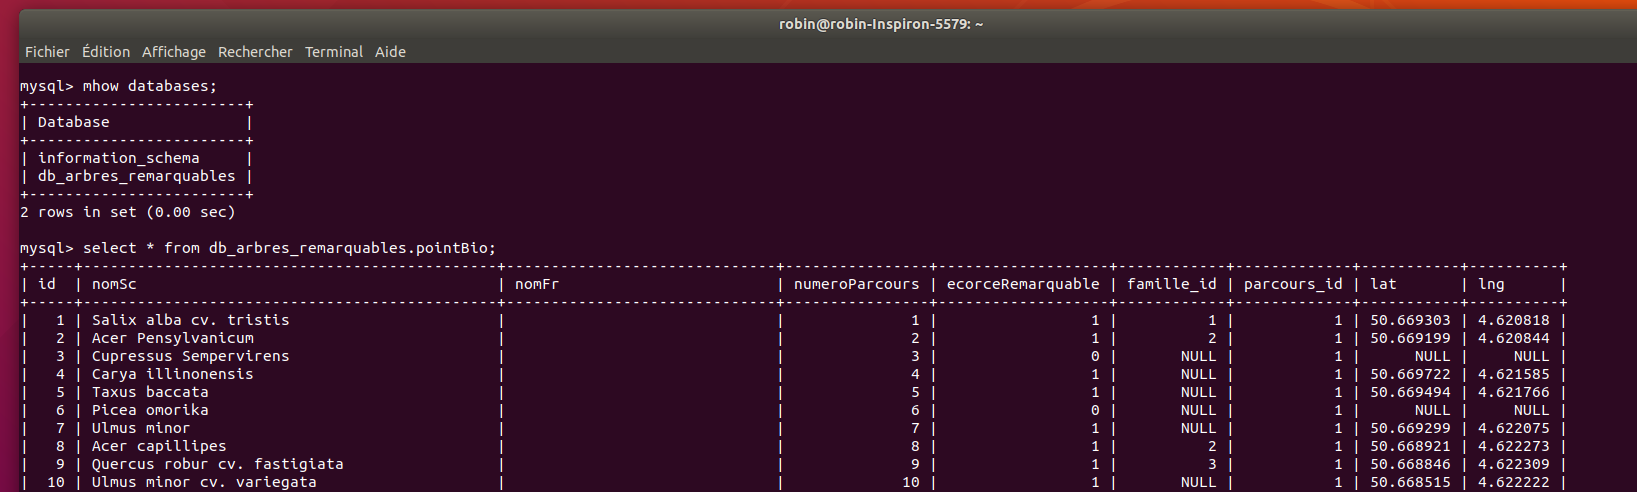 robin@robin-Inspiron-5579: ~
Fichier Édition Affichage Rechercher Terminal Aide
mysql> mhow databases;
+------------------------+
| Database               |
+------------------------+
| information_schema     |
| db_arbres_remarquables |
+------------------------+
2 rows in set (0.00 sec)
mysql> select * from db_arbres_remarquables.pointBio;
+-----+----------------------------------------------+------------------------------+----------------+-------------------+------------+-------------+-----------+----------+
| id  | nomSc                                        | nomFr                        | numeroParcours | ecorceRemarquable | famille_id | parcours_id | lat       | lng      |
+-----+----------------------------------------------+------------------------------+----------------+-------------------+------------+-------------+-----------+----------+
|   1 | Salix alba cv. tristis                       |                              |              1 |                 1 |          1 |           1 | 50.669303 | 4.620818 |
|   2 | Acer Pensylvanicum                           |                              |              2 |                 1 |          2 |           1 | 50.669199 | 4.620844 |
|   3 | Cupressus Sempervirens                       |                              |              3 |                 0 |       NULL |           1 |      NULL |     NULL |
|   4 | Carya illinonensis                           |                              |              4 |                 1 |       NULL |           1 | 50.669722 | 4.621585 |
|   5 | Taxus baccata                                |                              |              5 |                 1 |       NULL |           1 | 50.669494 | 4.621766 |
|   6 | Picea omorika                                |                              |              6 |                 0 |       NULL |           1 |      NULL |     NULL |
|   7 | Ulmus minor                                  |                              |              7 |                 1 |       NULL |           1 | 50.669299 | 4.622075 |
|   8 | Acer capillipes                              |                              |              8 |                 1 |          2 |           1 | 50.668921 | 4.622273 |
|   9 | Quercus robur cv. fastigiata                 |                              |              9 |                 1 |          3 |           1 | 50.668846 | 4.622309 |
|  10 | Ulmus minor cv. variegata                    |                              |             10 |                 1 |       NULL |           1 | 50.668515 | 4.622222 |